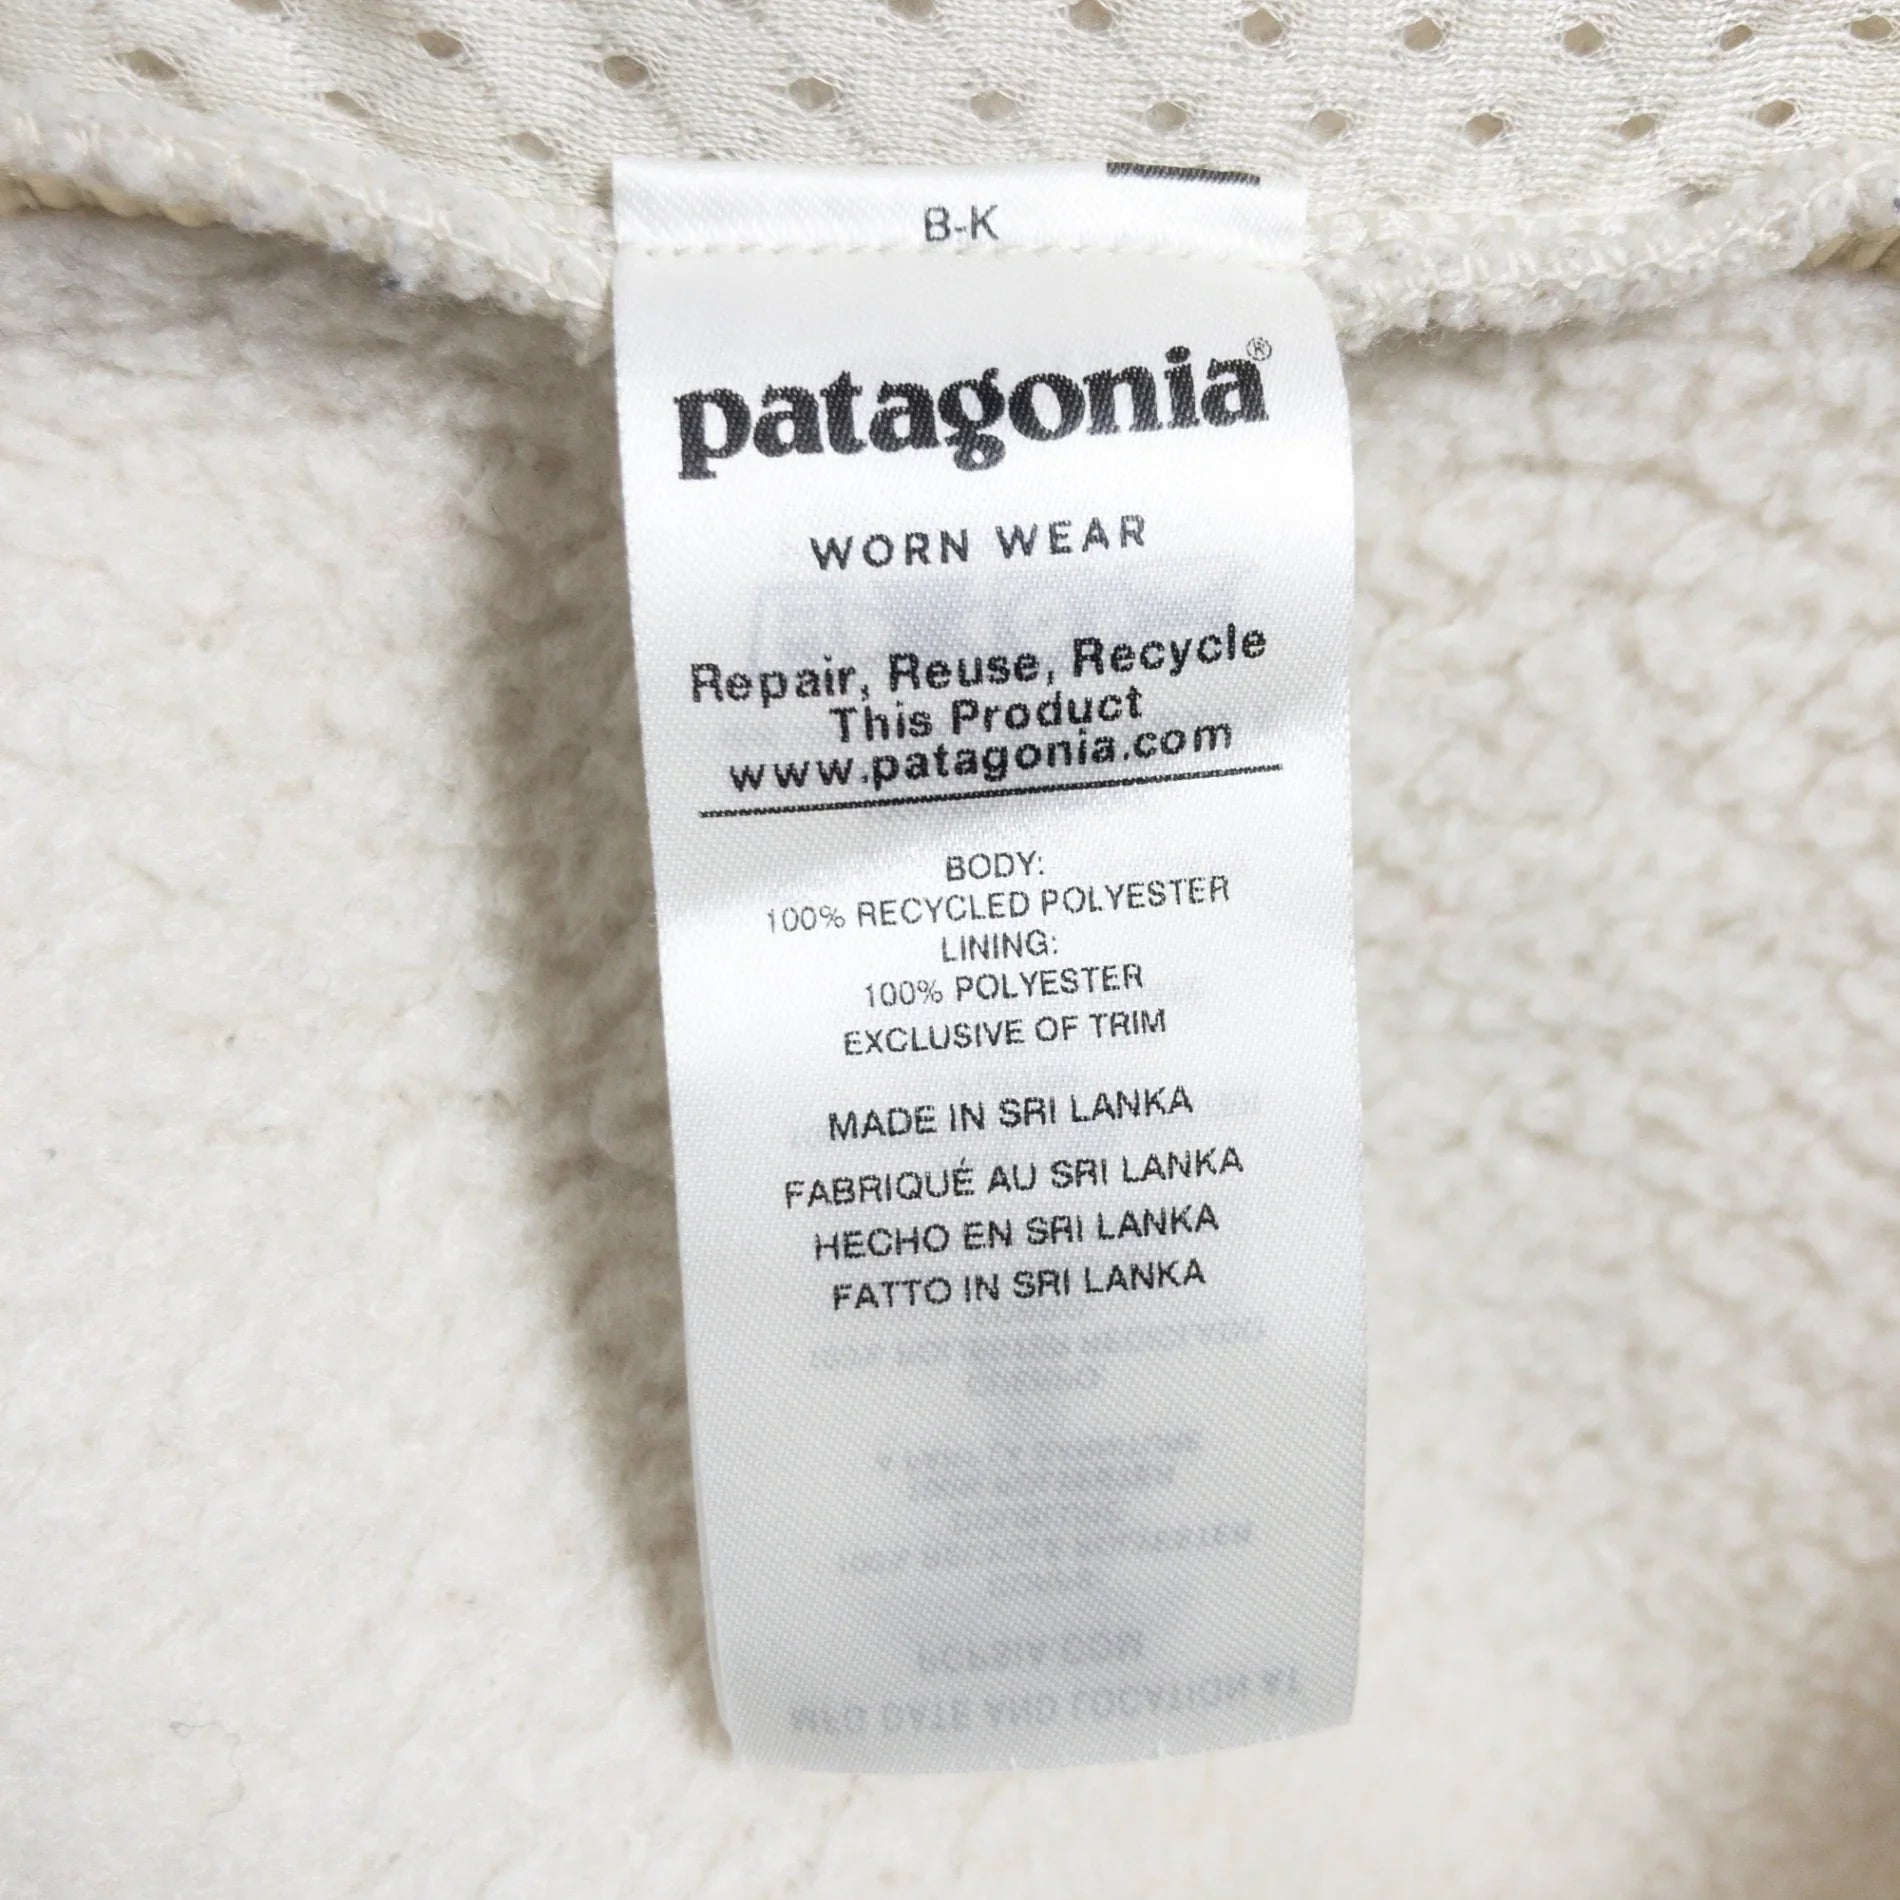 B-K
patagonia®
WORN WEAR
Repair, Reuse, Recycle
This Product
www.patagonia.com
BODY:
100% RECYCLED POLYESTER
LINING:
100% POLYESTER
EXCLUSIVE OF TRIM
MADE IN SRI LANKA
FABRIQUÉ AU SRI LANKA
HECHO EN SRI LANKA
FATTO IN SRI LANKA